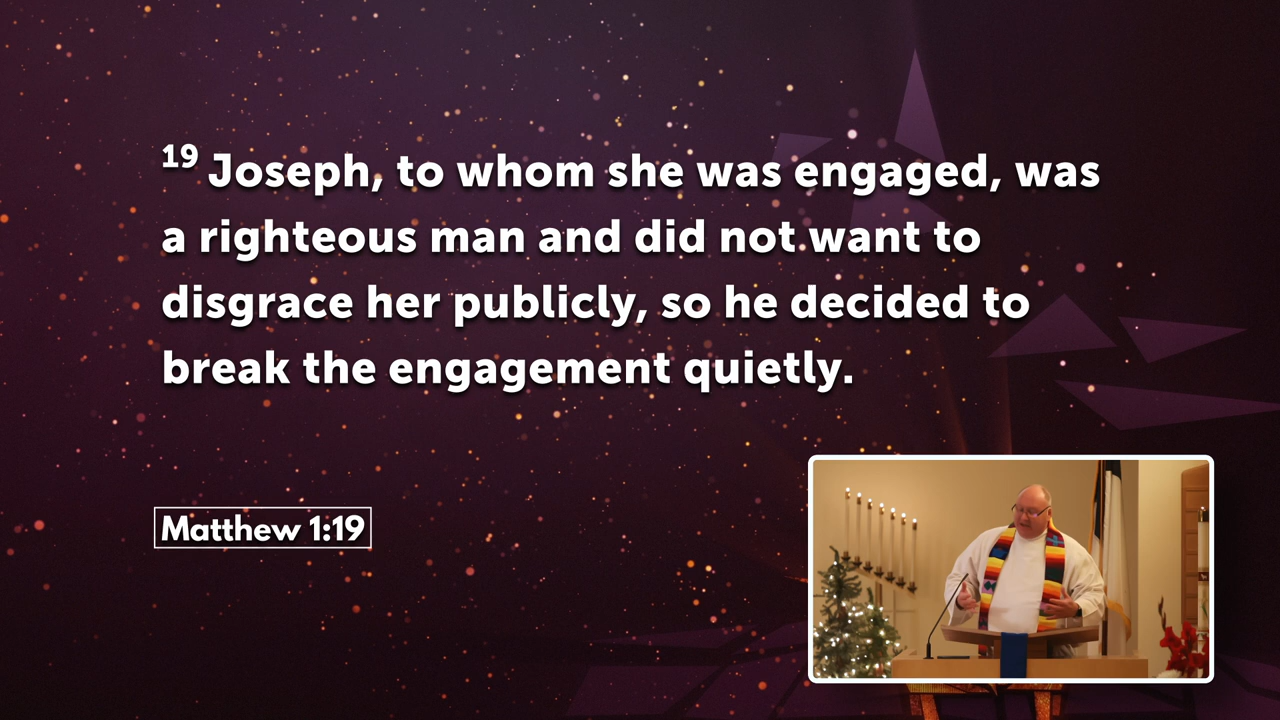 19 Joseph, to whom she was engaged, was
a righteous man and did not want to
disgrace her publicly, so he decided to
break the engagement quietly.
Matthew 1:19